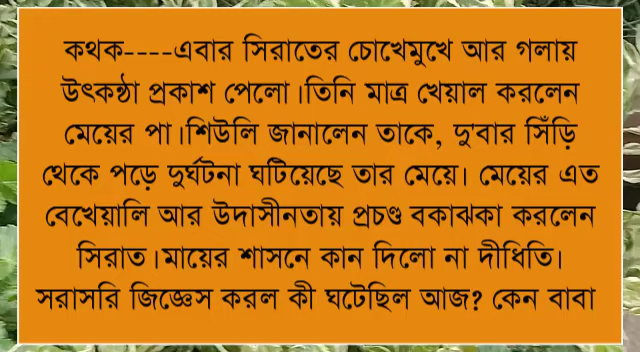 কথক----এবার সিরাতের চোখেমুখে আর গলায়
উৎকন্ঠা প্রকাশ পেলো।তিনি মাত্র খেয়াল করলেন
মেয়ের পা।শিউলি জানালেন তাকে, দু'বার সিঁড়ি
থেকে পড়ে দুর্ঘটনা ঘটিয়েছে তার মেয়ে। মেয়ের এত
বেখেয়ালি আর উদাসীনতায় প্রচণ্ড বকাঝকা করলেন
সিরাত।মায়ের শাসনে কান দিলো না দীধিতি।
সরাসরি জিজ্ঞেস করল কী ঘটেছিল আজ? কেন বাবা